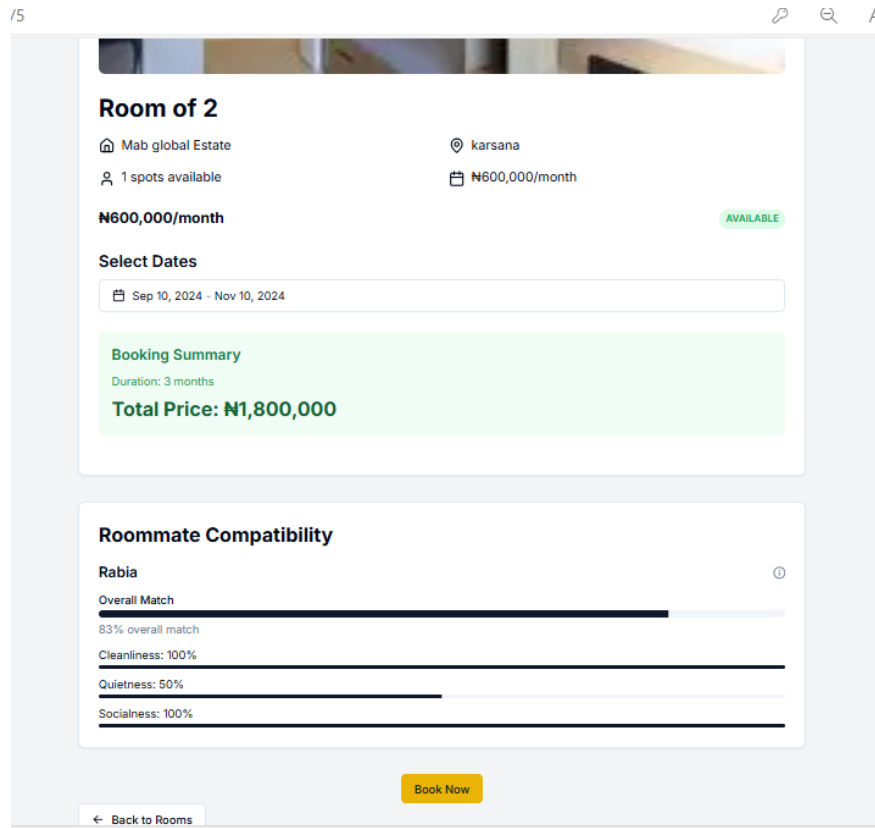 /5
Room of 2
Mab global Estate
karsana
1 spots available
₦600,000/month
₦600,000/month
AVAILABLE
Select Dates
Sep 10, 2024 - Nov 10, 2024
Booking Summary
Duration: 3 months
Total Price: ₦1,800,000
Roommate Compatibility
Rabia
Overall Match
83% overall match
Cleanliness: 100%
Quietness: 50%
Socialness: 100%
Book Now
← Back to Rooms